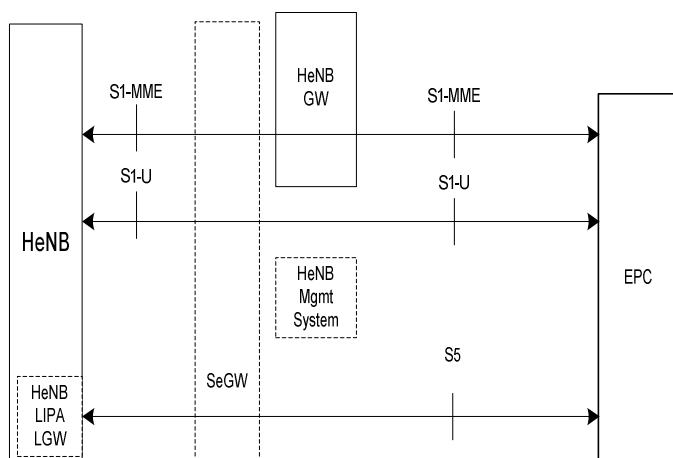 HeNB
GW
S1-MME
S1-MME
S1-U
S1-U
HeNB
HeNB
Mgmt
System
EPC
S5
SeGW
HeNB
LIPA
LGW